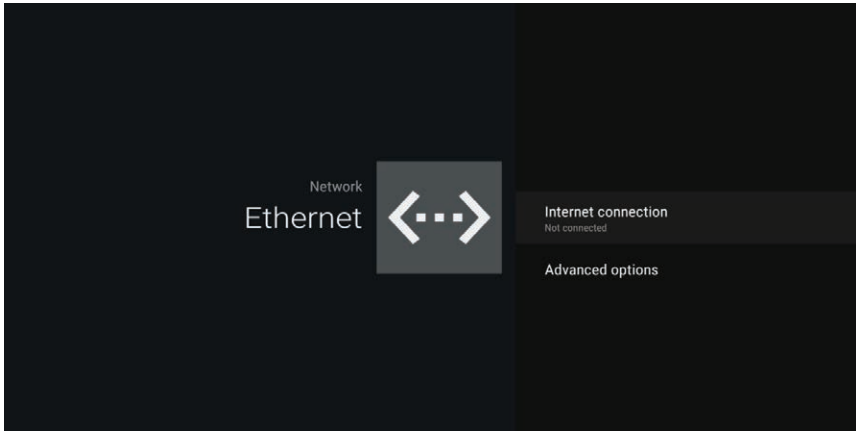 Network
Ethernet
Internet connection
Not connected
Advanced options